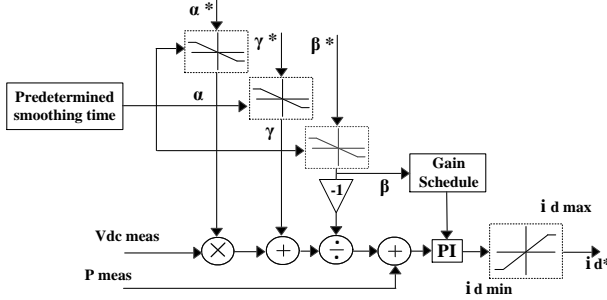 α *
γ *
β *
Predetermined
smoothing time
α
γ
β
-1
Gain
Schedule
Vdc meas
P meas
×
+
÷
+
PI
i d max
i d*
i d min